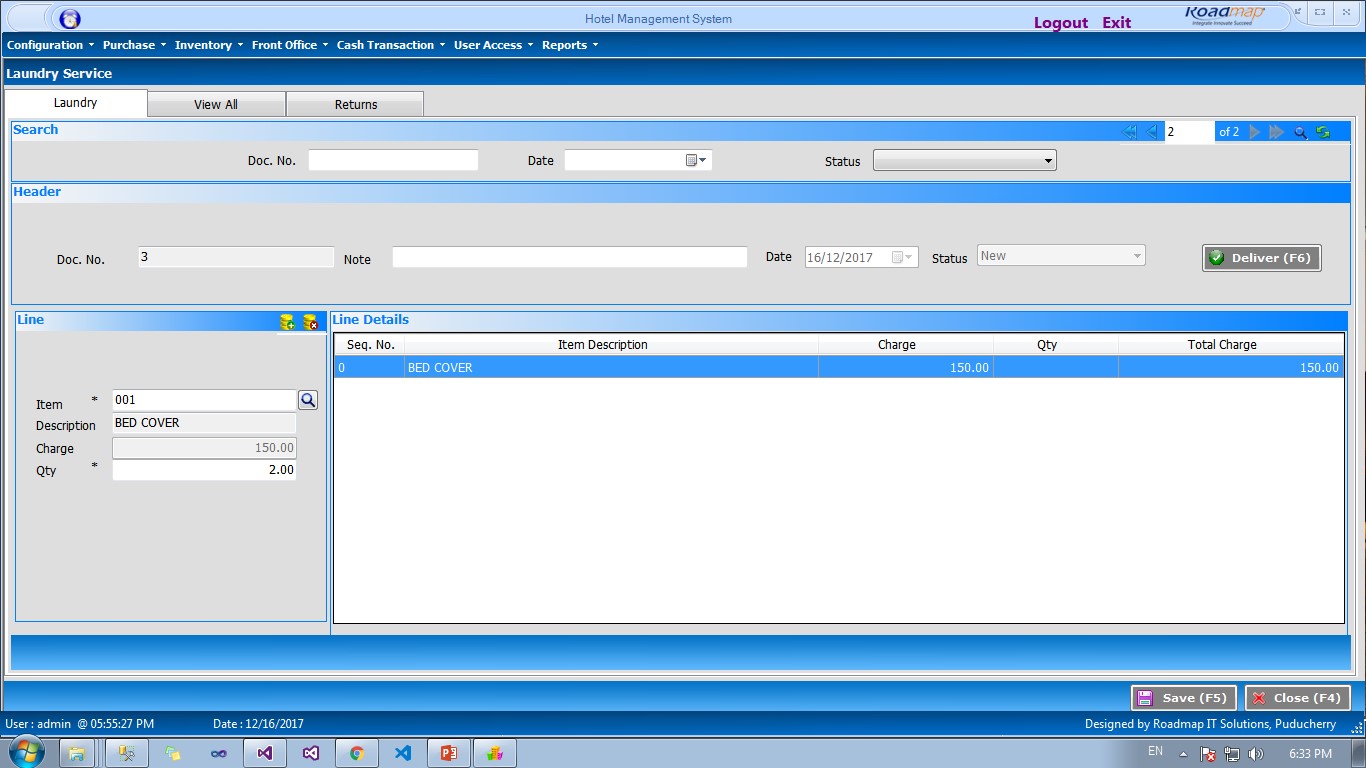 Hotel Management System
Logout Exit
Roadmap
Integrate Innovate Succeed
Configuration Purchase Inventory Front Office Cash Transaction User Access Reports
Laundry Service
Laundry View All Returns
Search 2 of 2
Doc. No. Date Status
Header
Doc. No. 3 Note Date 16/12/2017 Status New Deliver (F6)
Line
Item * 001
Description BED COVER
Charge 150.00
Qty * 2.00
Line Details
Seq. No. Item Description Charge Qty Total Charge
0 BED COVER 150.00 150.00
Save (F5) Close (F4)
User : admin @ 05:55:27 PM Date : 12/16/2017 Designed by Roadmap IT Solutions, Puducherry
EN 6:33 PM